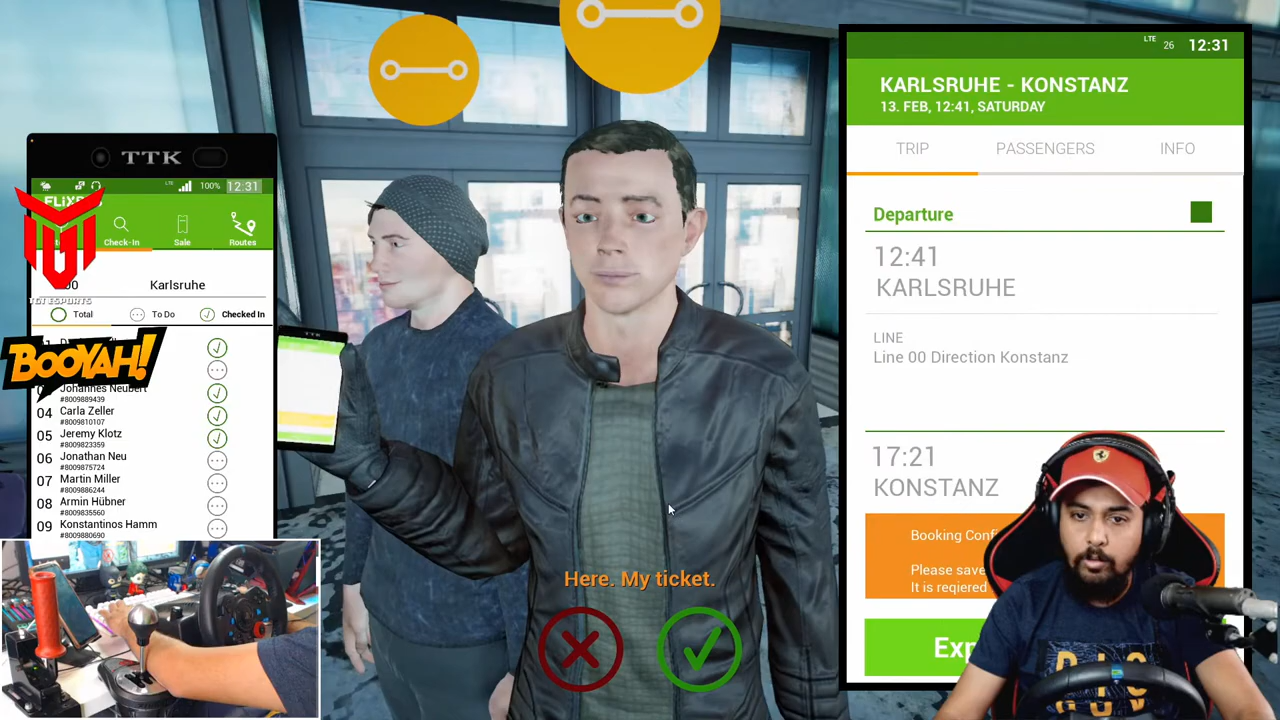 TTK
100% 12:31
Check-In Sale Routes
Karlsruhe
Total To Do Checked In
TGT ESPORTS
BOOYAH!
Johannes Neubert
#8009889439
04 Carla Zeller
#8009810107
05 Jeremy Klotz
#8009823359
06 Jonathan Neu
#8009875724
07 Martin Miller
#8009886244
08 Armin Hübner
#8009835560
09 Konstantinos Hamm
#8009880690
TTK
Here. My ticket.
LTE 26 12:31
KARLSRUHE - KONSTANZ
13. FEB, 12:41, SATURDAY
TRIP PASSENGERS INFO
Departure
12:41
KARLSRUHE
LINE
Line 00 Direction Konstanz
17:21
KONSTANZ
Booking
Please save
It is reqiered